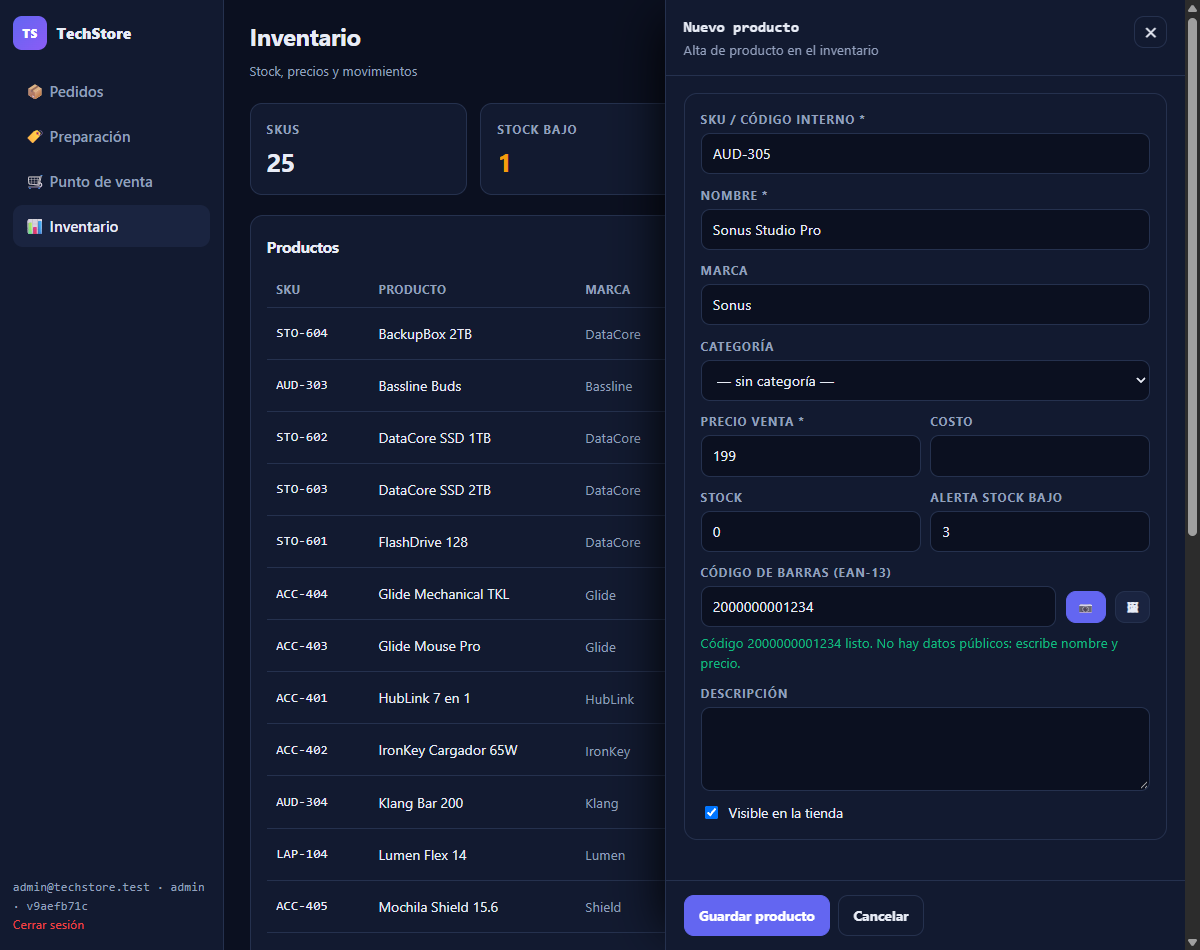 TS TechStore
Pedidos
Preparación
Punto de venta
Inventario
admin@techstore.test · admin
· v9aefb71c
Cerrar sesión
Inventario
Stock, precios y movimientos
SKUS
25
STOCK BAJO
1
Productos
SKU PRODUCTO MARCA
STO-604 BackupBox 2TB DataCore
AUD-303 Bassline Buds Bassline
STO-602 DataCore SSD 1TB DataCore
STO-603 DataCore SSD 2TB DataCore
STO-601 FlashDrive 128 DataCore
ACC-404 Glide Mechanical TKL Glide
ACC-403 Glide Mouse Pro Glide
ACC-401 HubLink 7 en 1 HubLink
ACC-402 IronKey Cargador 65W IronKey
AUD-304 Klang Bar 200 Klang
LAP-104 Lumen Flex 14 Lumen
ACC-405 Mochila Shield 15.6 Shield
Nuevo producto
Alta de producto en el inventario
SKU / CÓDIGO INTERNO *
AUD-305
NOMBRE *
Sonus Studio Pro
MARCA
Sonus
CATEGORÍA
— sin categoría —
PRECIO VENTA * COSTO
199
STOCK ALERTA STOCK BAJO
0 3
CÓDIGO DE BARRAS (EAN-13)
2000000001234
Código 2000000001234 listo. No hay datos públicos: escribe nombre y
precio.
DESCRIPCIÓN
Visible en la tienda
Guardar producto Cancelar